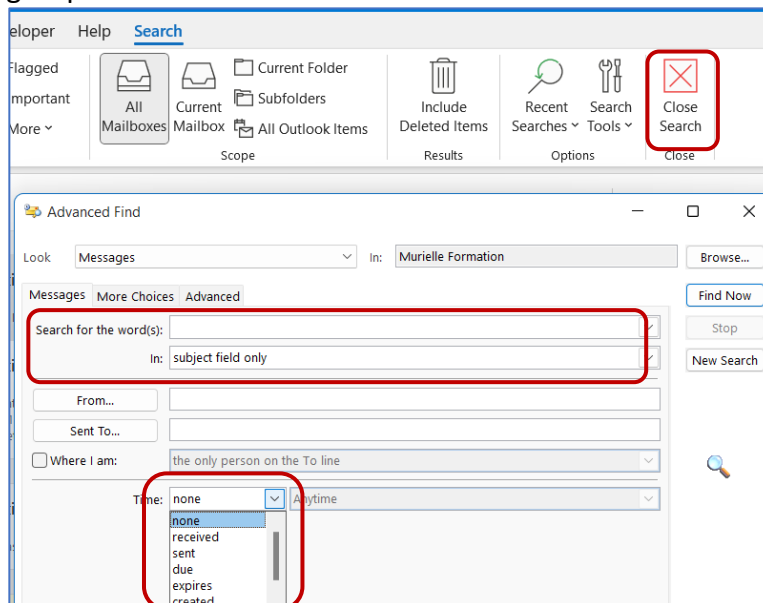 eloper Help Search
Flagged
mportant
More
All Mailboxes
Current Mailbox
Current Folder
Subfolders
All Outlook Items
Include Deleted Items
Recent Searches
Search Tools
Close Search
Scope Results Options Close
Advanced Find
Look Messages In: Murielle Formation Browse...
Messages More Choices Advanced Find Now
Search for the word(s): Stop
In: subject field only New Search
From...
Sent To...
Where I am: the only person on the To line
Time: none Anytime
none
received
sent
due
expires
created